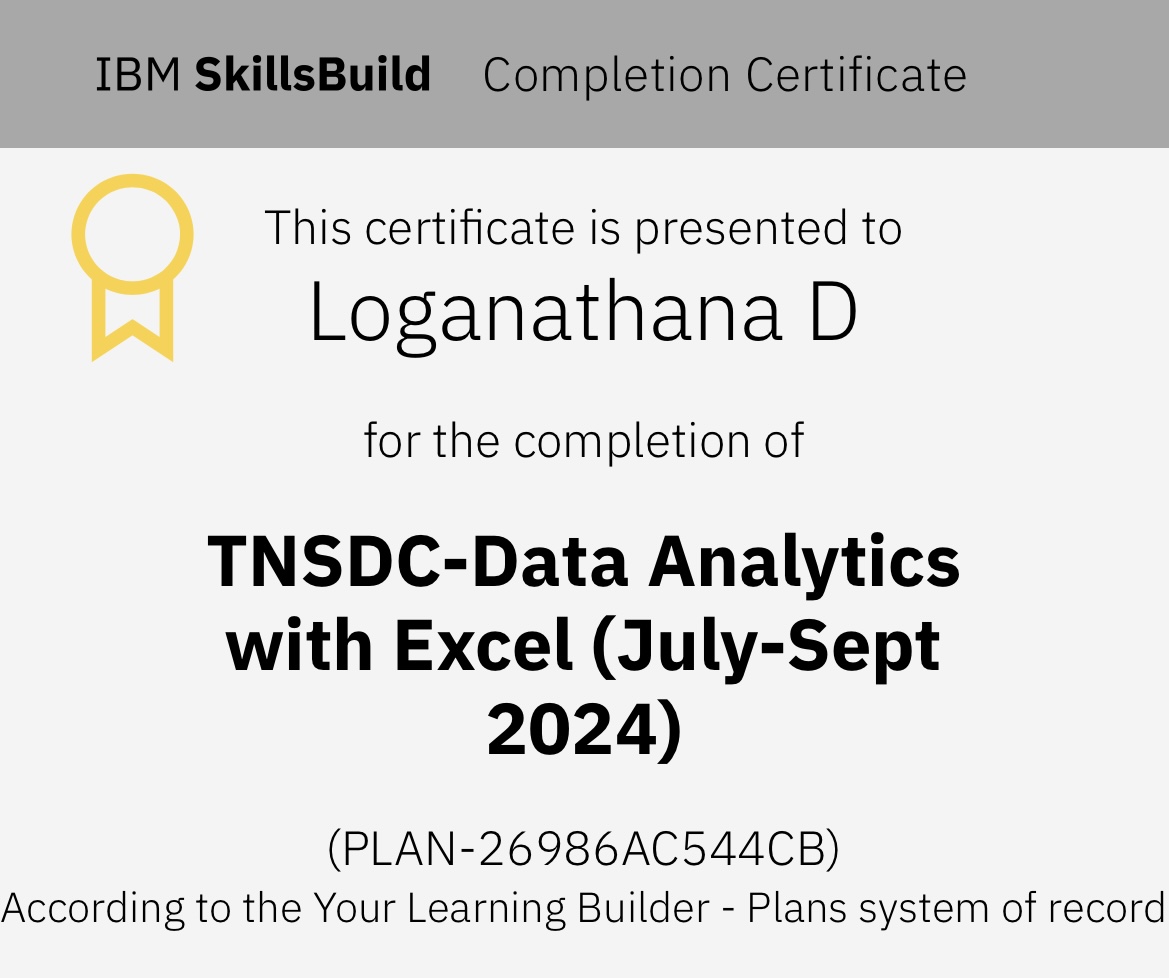 IBM SkillsBuild Completion Certificate
This certificate is presented to
Loganathana D
for the completion of
TNSDC-Data Analytics
with Excel (July-Sept
2024)
(PLAN-26986AC544CB)
According to the Your Learning Builder - Plans system of record